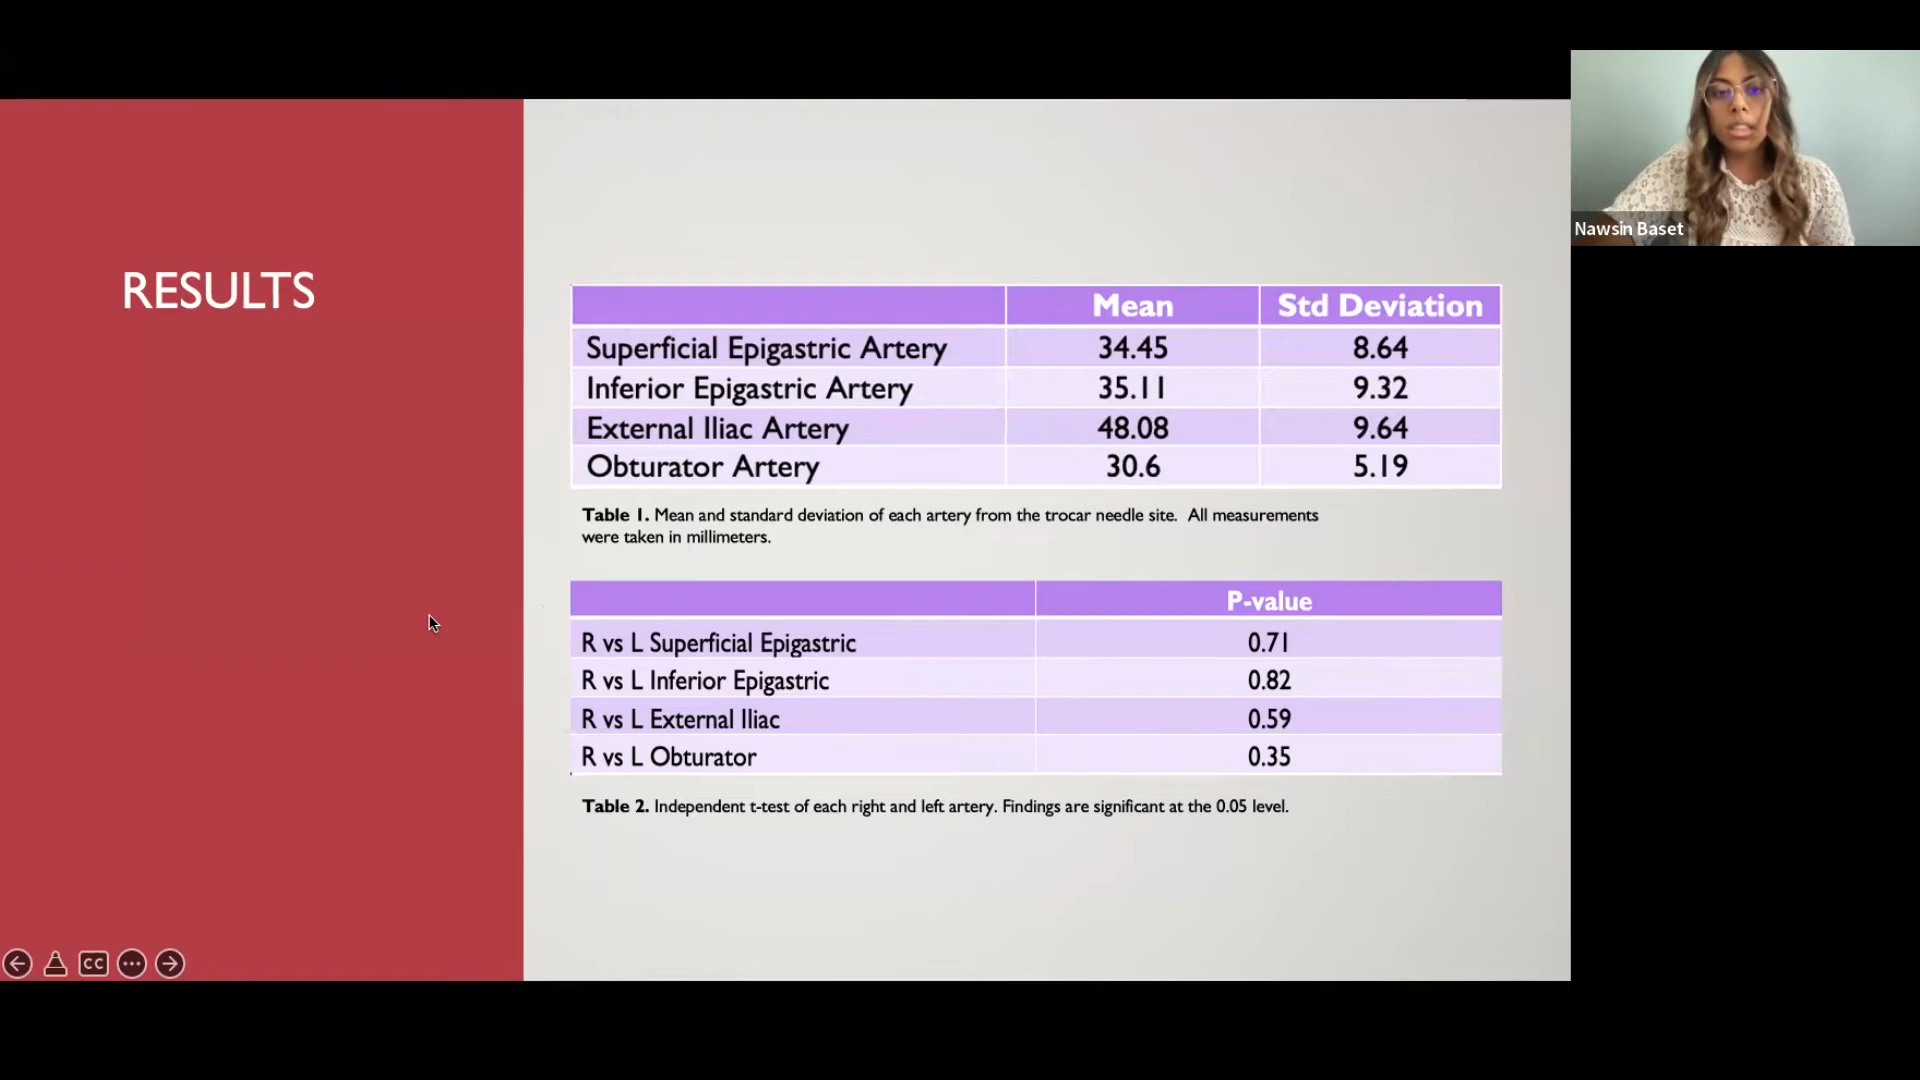 RESULTS
Mean Std Deviation
Superficial Epigastric Artery 34.45 8.64
Inferior Epigastric Artery 35.11 9.32
External Iliac Artery 48.08 9.64
Obturator Artery 30.6 5.19
Table 1. Mean and standard deviation of each artery from the trocar needle site. All measurements
were taken in millimeters.
P-value
R vs L Superficial Epigastric 0.71
R vs L Inferior Epigastric 0.82
R vs L External Iliac 0.59
R vs L Obturator 0.35
Table 2. Independent t-test of each right and left artery. Findings are significant at the 0.05 level.
Nawsin Baset
CC